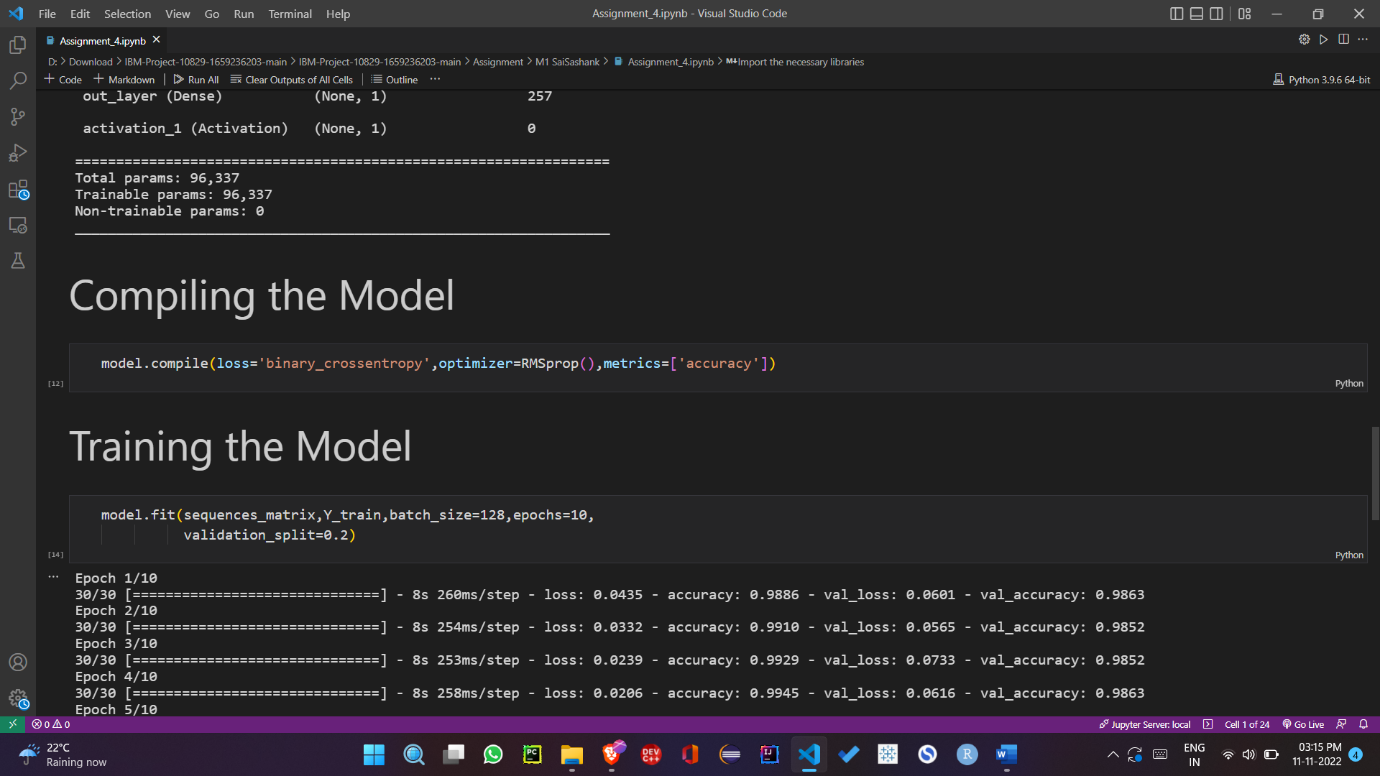 File Edit Selection View Go Run Terminal Help
Assignment_4.ipynb - Visual Studio Code
Assignment_4.ipynb
D: > Download > IBM-Project-10829-1659236203-main > IBM-Project-10829-1659236203-main > Assignment > M1 SaiSashank > Assignment_4.ipynb > M↓Import the necessary libraries
+ Code + Markdown | Run All Clear Outputs of All Cells | Outline ...
Python 3.9.6 64-bit
out_layer (Dense) (None, 1) 257
activation_1 (Activation) (None, 1) 0
=================================================================
Total params: 96,337
Trainable params: 96,337
Non-trainable params: 0
_________________________________________________________________
Compiling the Model
model.compile(loss='binary_crossentropy',optimizer=RMSprop(),metrics=['accuracy'])
[12]
Python
Training the Model
model.fit(sequences_matrix,Y_train,batch_size=128,epochs=10,
validation_split=0.2)
[14]
Python
...
Epoch 1/10
30/30 [==============================] - 8s 260ms/step - loss: 0.0435 - accuracy: 0.9886 - val_loss: 0.0601 - val_accuracy: 0.9863
Epoch 2/10
30/30 [==============================] - 8s 254ms/step - loss: 0.0332 - accuracy: 0.9910 - val_loss: 0.0565 - val_accuracy: 0.9852
Epoch 3/10
30/30 [==============================] - 8s 253ms/step - loss: 0.0239 - accuracy: 0.9929 - val_loss: 0.0733 - val_accuracy: 0.9852
Epoch 4/10
30/30 [==============================] - 8s 258ms/step - loss: 0.0206 - accuracy: 0.9945 - val_loss: 0.0616 - val_accuracy: 0.9863
Epoch 5/10
0 0 Jupyter Server: local Cell 1 of 24 Go Live
22°C
Raining now
PC
DEV C++
IJ
R
W
ENG
IN
03:15 PM
11-11-2022
4